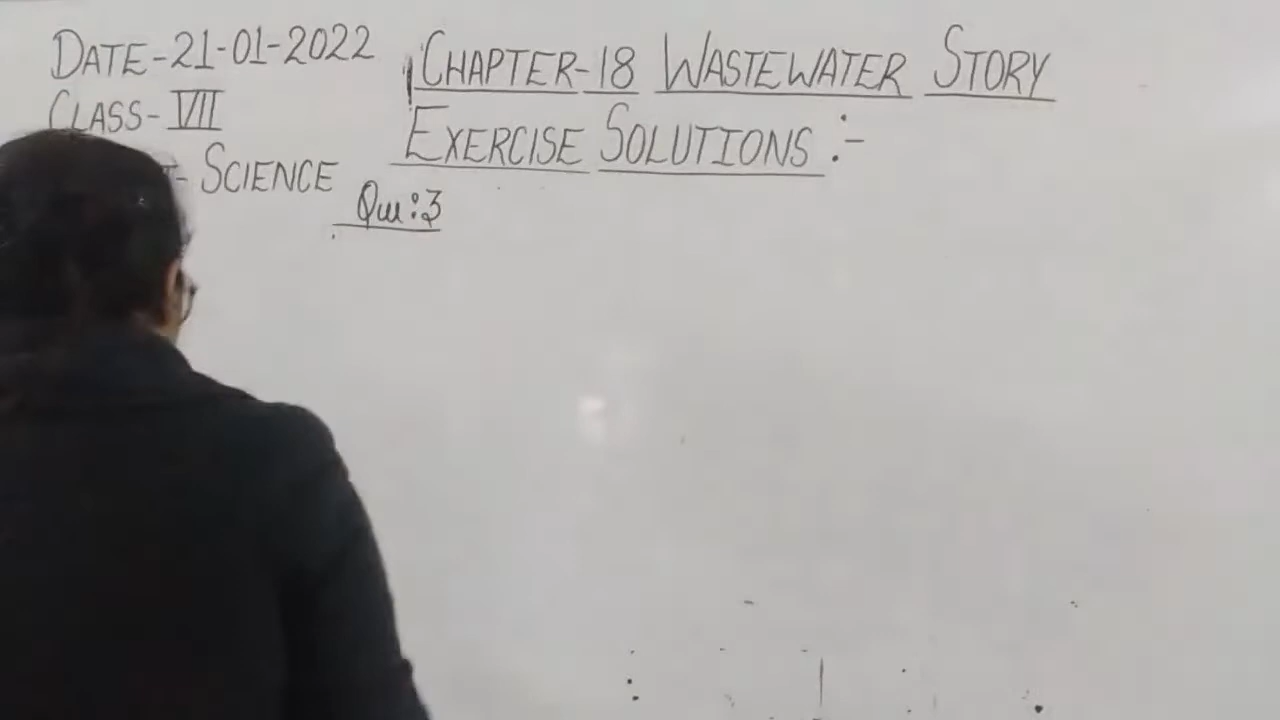 DATE-21-01-2022
CLASS-VII
- SCIENCE
CHAPTER-18 WASTEWATER STORY
EXERCISE SOLUTIONS :-
Qu:3